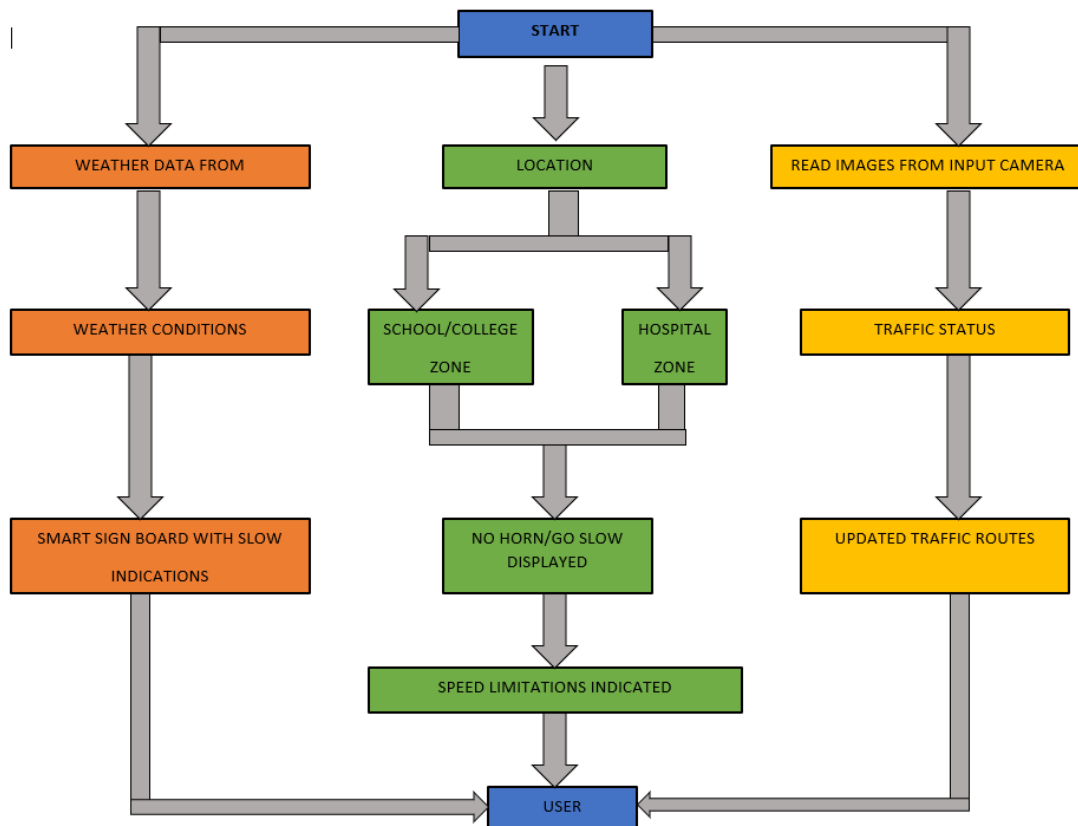 START
WEATHER DATA FROM
LOCATION
READ IMAGES FROM INPUT CAMERA
WEATHER CONDITIONS
SCHOOL/COLLEGE
ZONE
HOSPITAL
ZONE
TRAFFIC STATUS
SMART SIGN BOARD WITH SLOW
INDICATIONS
NO HORN/GO SLOW
DISPLAYED
UPDATED TRAFFIC ROUTES
SPEED LIMITATIONS INDICATED
USER